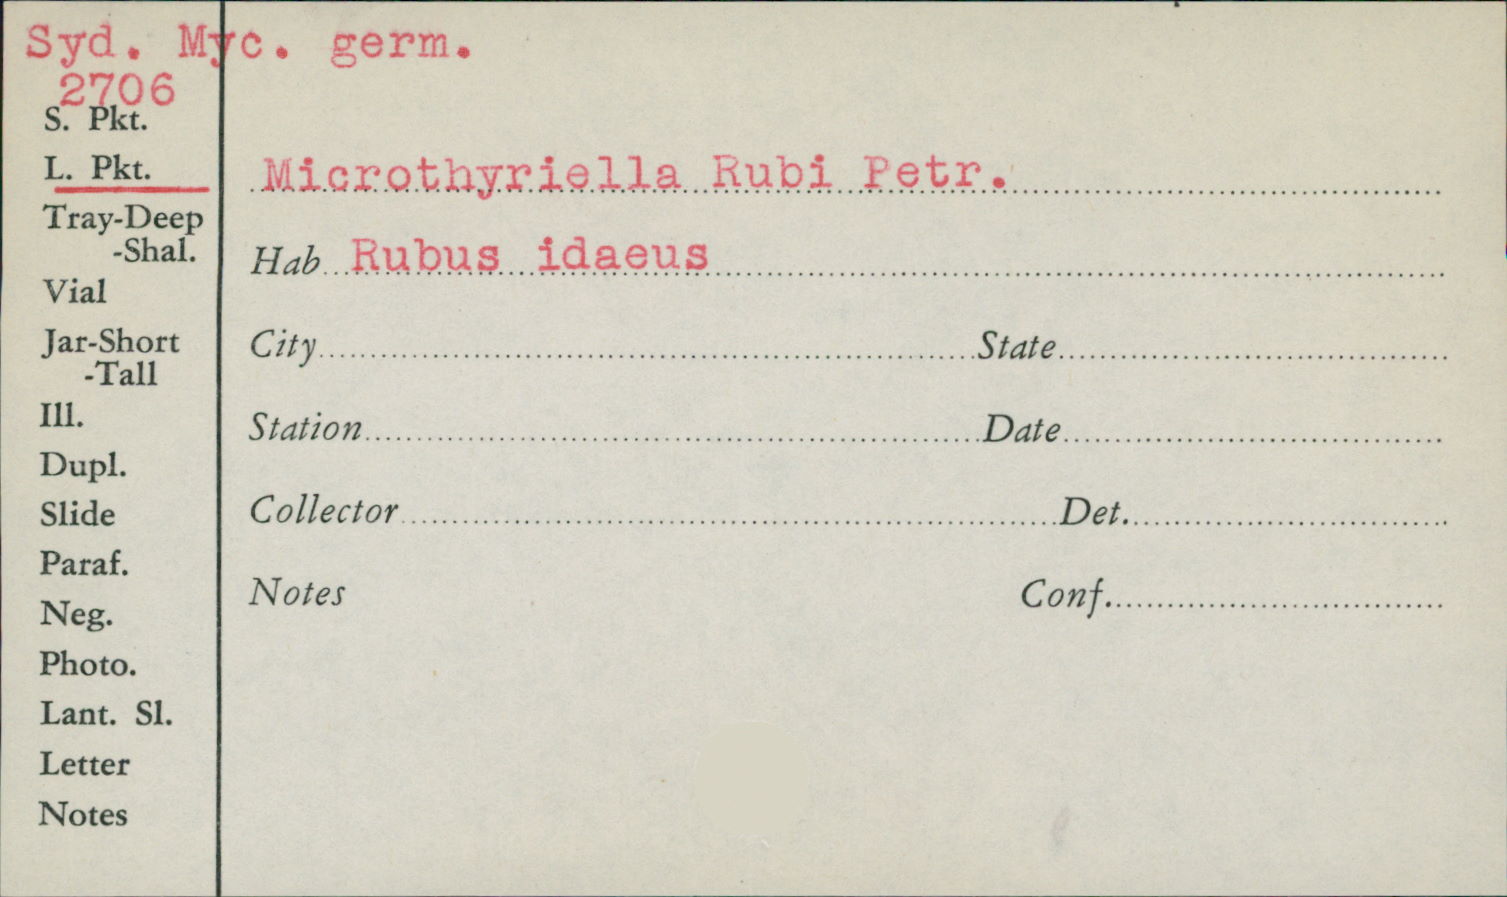 Syd. Myc. germ.
2706
S. Pkt.
L. Pkt.
Tray-Deep
-Shal.
Vial
Jar-Short
-Tall
Ill.
Dupl.
Slide
Paraf.
Neg.
Photo.
Lant. Sl.
Letter
Notes
Microthyriella Rubi Petr.
Hab Rubus idaeus
City State
Station Date
Collector Det.
Notes Conf.